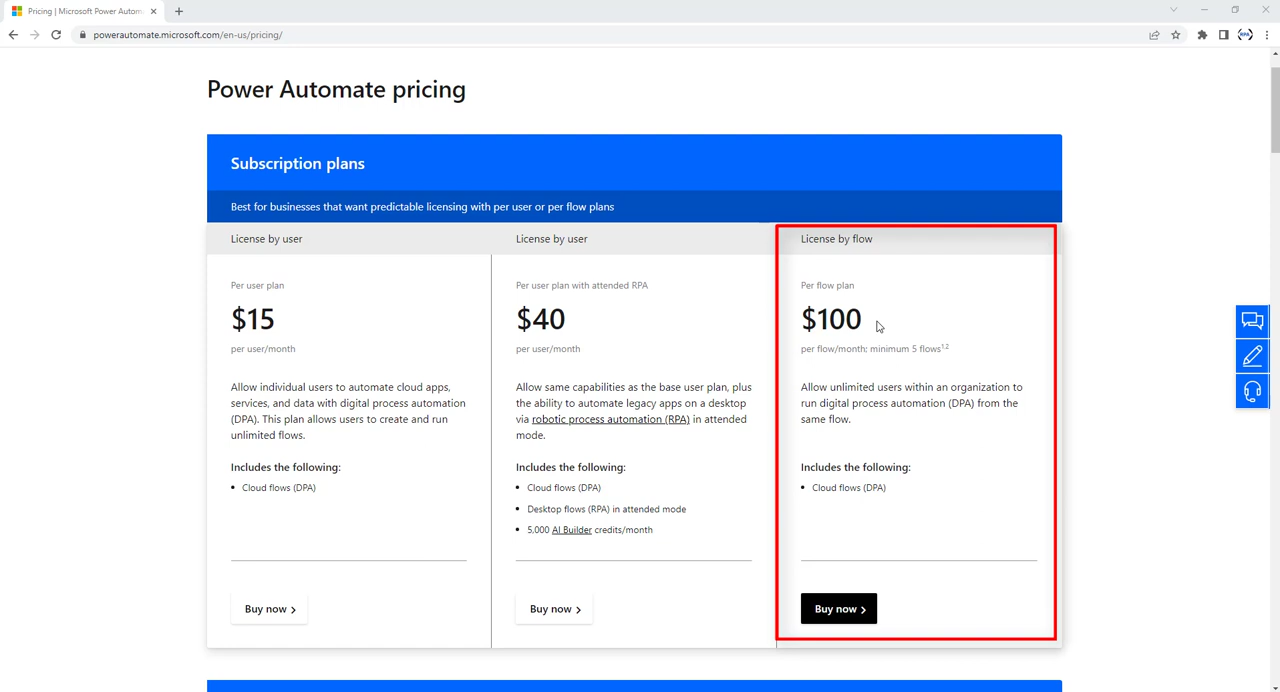 Pricing | Microsoft Power Autom
powerautomate.microsoft.com/en-us/pricing/
RPA
Power Automate pricing
Subscription plans
Best for businesses that want predictable licensing with per user or per flow plans
License by user
Per user plan
$15
per user/month
Allow individual users to automate cloud apps,
services, and data with digital process automation
(DPA). This plan allows users to create and run
unlimited flows.
Includes the following:
• Cloud flows (DPA)
Buy now >
License by user
Per user plan with attended RPA
$40
per user/month
Allow same capabilities as the base user plan, plus
the ability to automate legacy apps on a desktop
via robotic process automation (RPA) in attended
mode.
Includes the following:
• Cloud flows (DPA)
• Desktop flows (RPA) in attended mode
• 5,000 AI Builder credits/month
Buy now >
License by flow
Per flow plan
$100
per flow/month; minimum 5 flows1,2
Allow unlimited users within an organization to
run digital process automation (DPA) from the
same flow.
Includes the following:
• Cloud flows (DPA)
Buy now >